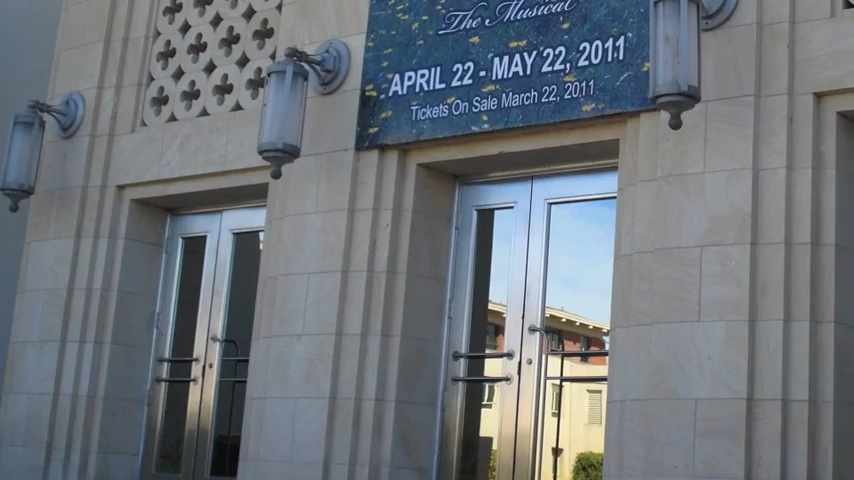 The Musical
APRIL 22 - MAY 22, 2011
Tickets On Sale March 22, 2011